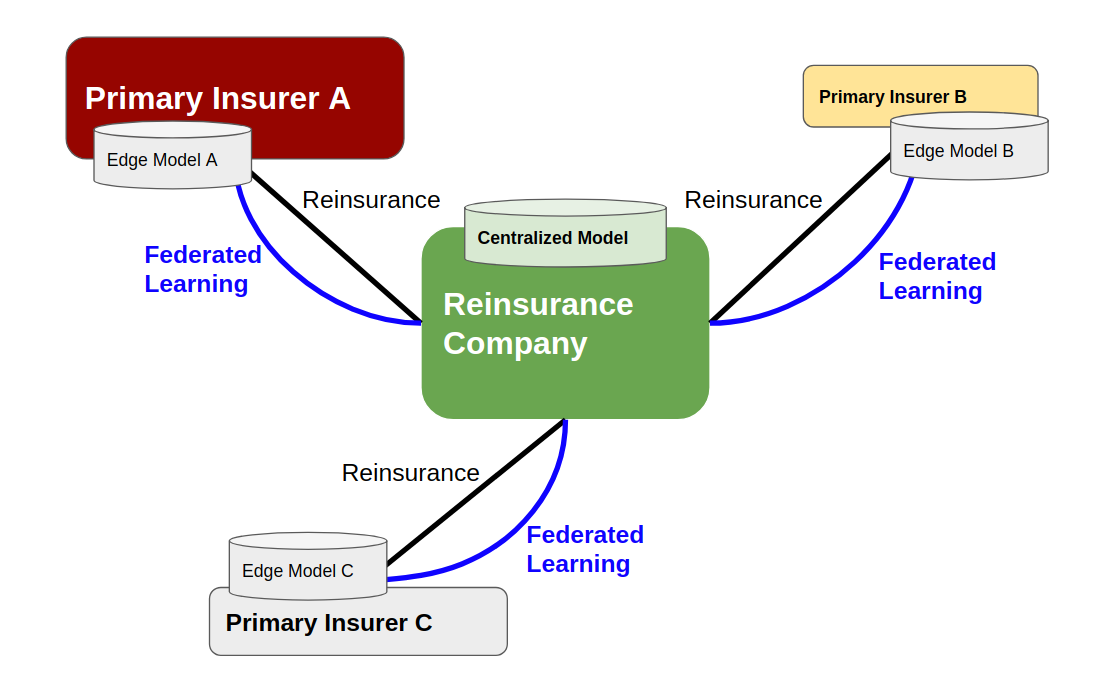 Primary Insurer A
Edge Model A
Primary Insurer B
Edge Model B
Reinsurance
Reinsurance
Centralized Model
Federated
Learning
Federated
Learning
Reinsurance
Company
Reinsurance
Federated
Learning
Edge Model C
Primary Insurer C